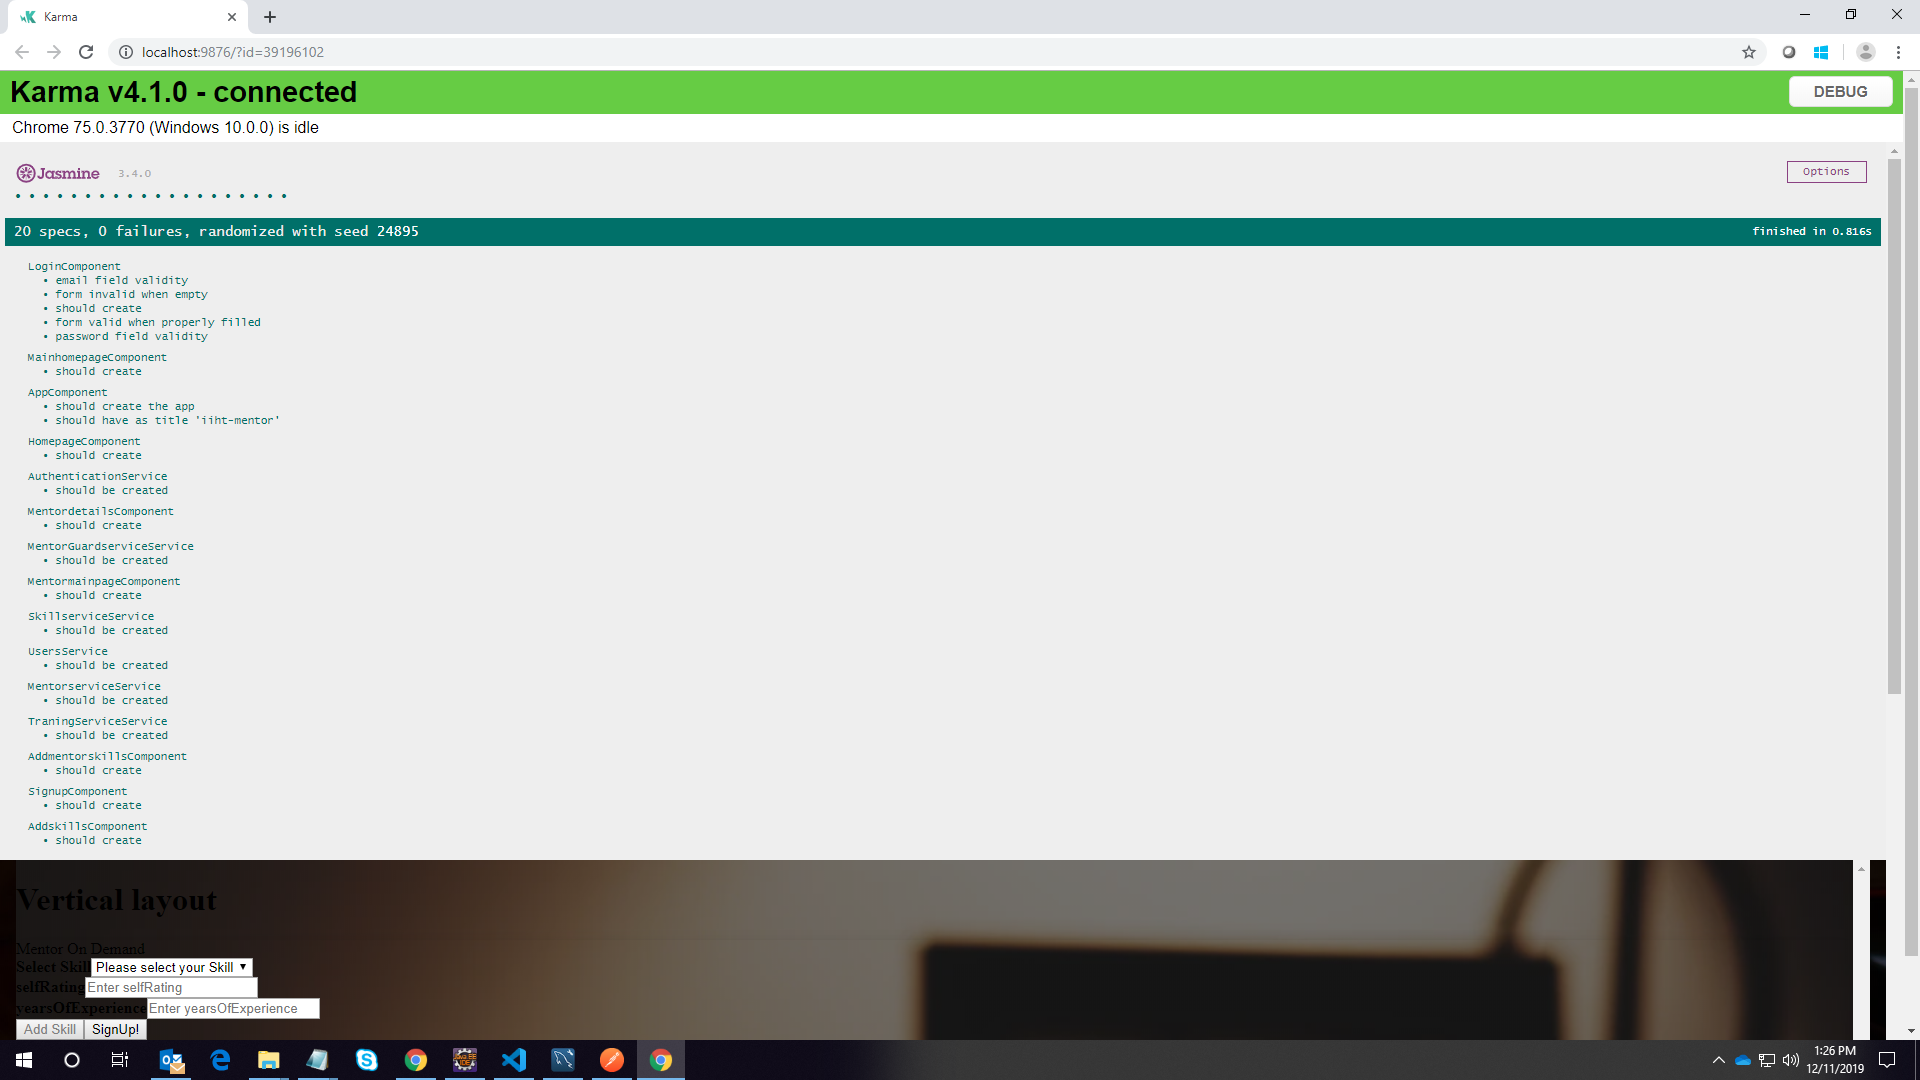 Karma
localhost:9876/?id=39196102
Karma v4.1.0 - connected
DEBUG
Chrome 75.0.3770 (Windows 10.0.0) is idle
Jasmine 3.4.0
Options
20 specs, 0 failures, randomized with seed 24895
finished in 0.816s
LoginComponent
• email field validity
• form invalid when empty
• should create
• form valid when properly filled
• password field validity
MainhomepageComponent
• should create
AppComponent
• should create the app
• should have as title 'iiht-mentor'
HomepageComponent
• should create
AuthenticationService
• should be created
MentordetailsComponent
• should create
MentorGuardserviceService
• should be created
MentormainpageComponent
• should create
SkillserviceService
• should be created
UsersService
• should be created
MentorserviceService
• should be created
TraningServiceService
• should be created
AddmentorskillsComponent
• should create
SignupComponent
• should create
AddskillsComponent
• should create
Vertical layout
Mentor On Demand
Select Skill Please select your Skill
selfRating Enter selfRating
yearsOfExperience Enter yearsOfExperience
Add Skill SignUp!
1:26 PM
12/11/2019